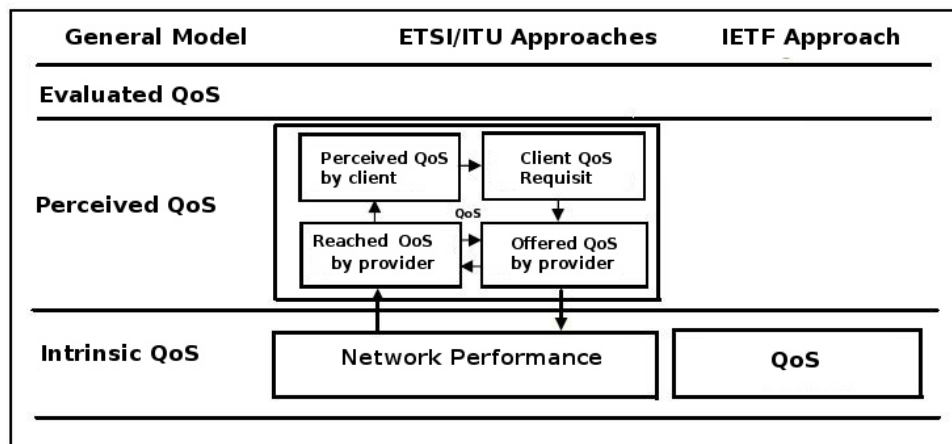 General Model ETSI/ITU Approaches IETF Approach
Evaluated QoS
Perceived QoS
Perceived QoS
by client
Client QoS
Requisit
QoS
Reached OoS
by provider
Offered QoS
by provider
Intrinsic QoS
Network Performance
QoS